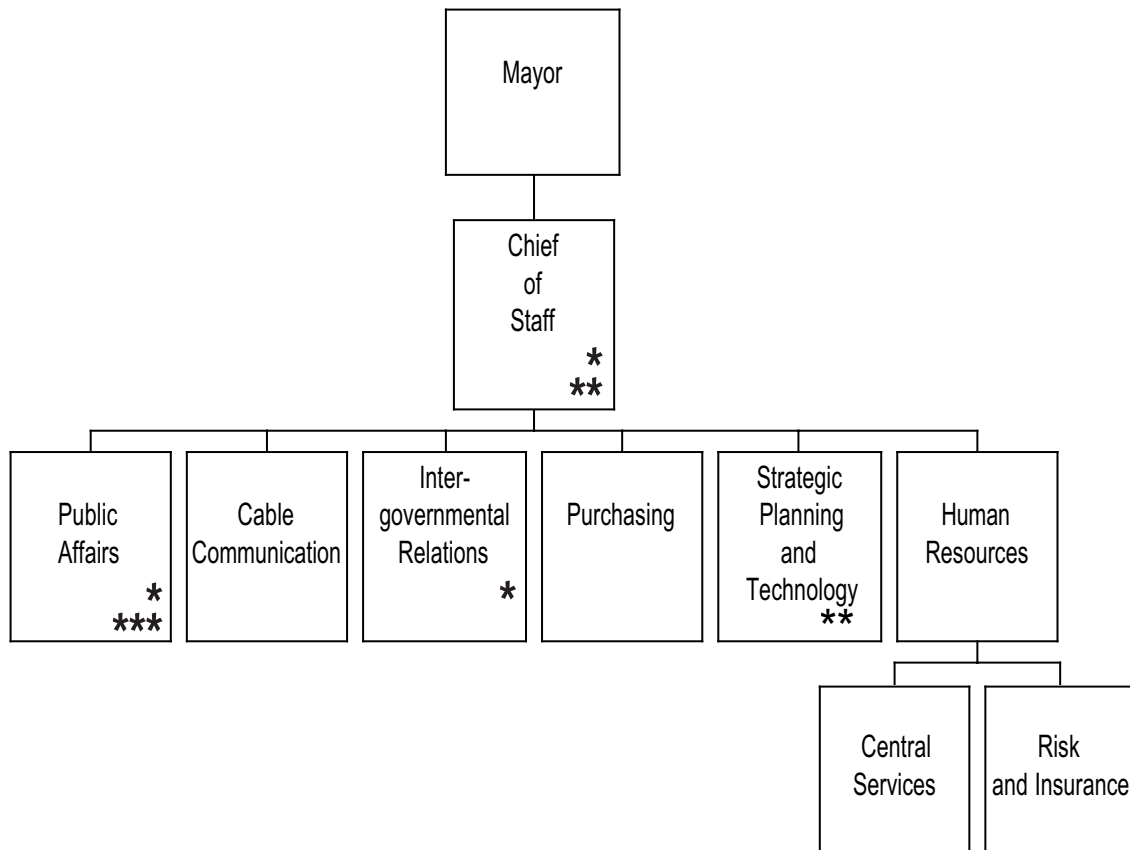 Mayor
Chief
of
Staff
*
**
Public
Affairs
*
***
Cable
Communication
Inter-
governmental
Relations
*
Purchasing
Strategic
Planning
and
Technology
**
Human
Resources
Central
Services
Risk
and Insurance